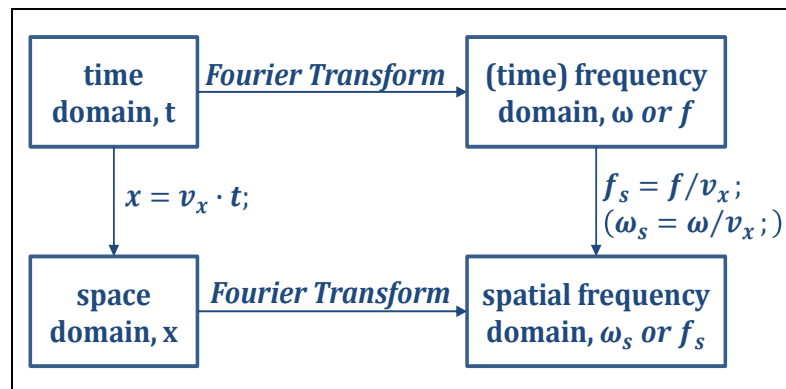 time
domain, t
Fourier Transform
(time) frequency
domain, ω or f
x = v_x · t;
f_s = f/v_x;
(ω_s = ω/v_x;)
space
domain, x
Fourier Transform
spatial frequency
domain, ω_s or f_s